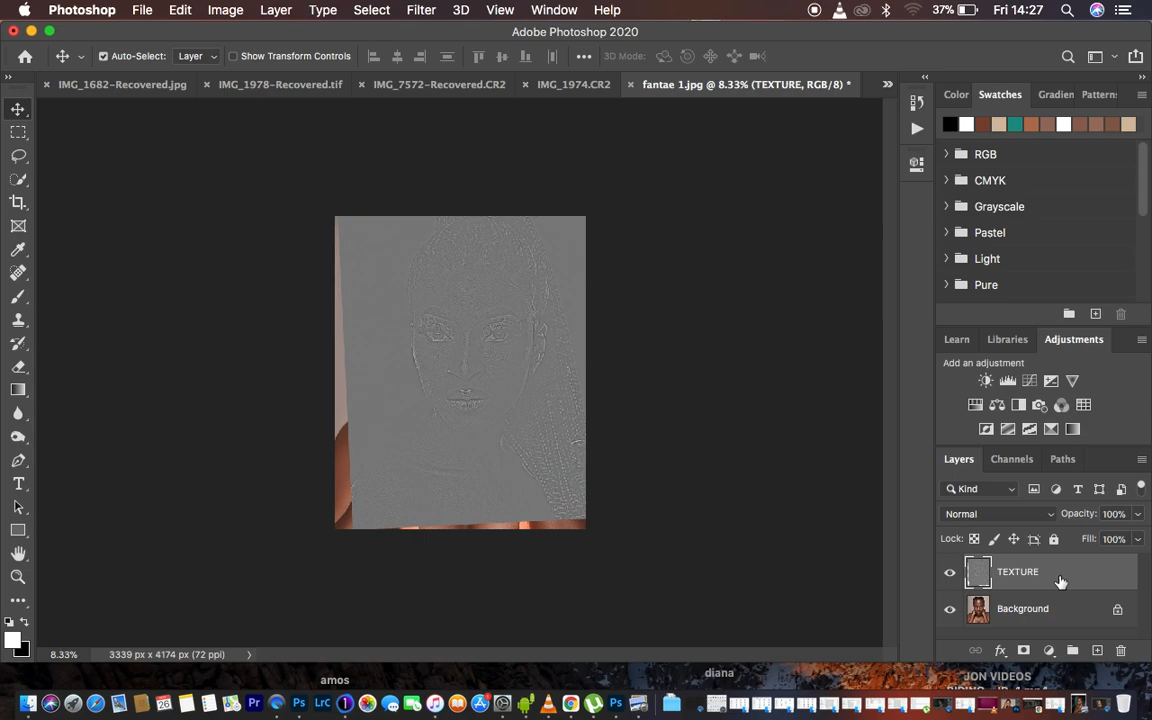 Photoshop File Edit Image Layer Type Select Filter 3D View Window Help 37% Fri 14:27
Adobe Photoshop 2020
Auto-Select: Layer Show Transform Controls 3D Mode:
IMG_1682-Recovered.jpg IMG_1978-Recovered.tif IMG_7572-Recovered.CR2 IMG_1974.CR2 fantae 1.jpg @ 8.33% (TEXTURE, RGB/8) *
Color Swatches Gradien Pattern
RGB
CMYK
Grayscale
Pastel
Light
Pure
Learn Libraries Adjustments
Add an adjustment
Layers Channels Paths
Kind
Normal Opacity: 100%
Lock: Fill: 100%
TEXTURE
Background
8.33% 3339 px x 4174 px (72 ppi)
amos diana JON VIDEOS